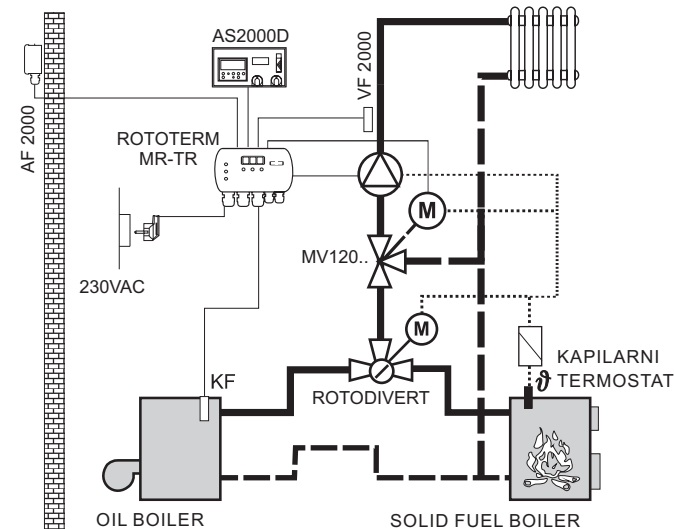 AS2000D
VF 2000
AF 2000
ROTOTERM
MR-TR
M
MV120..
230VAC
M
KAPILARNI
ϑ TERMOSTAT
KF
ROTODIVERT
OIL BOILER
SOLID FUEL BOILER